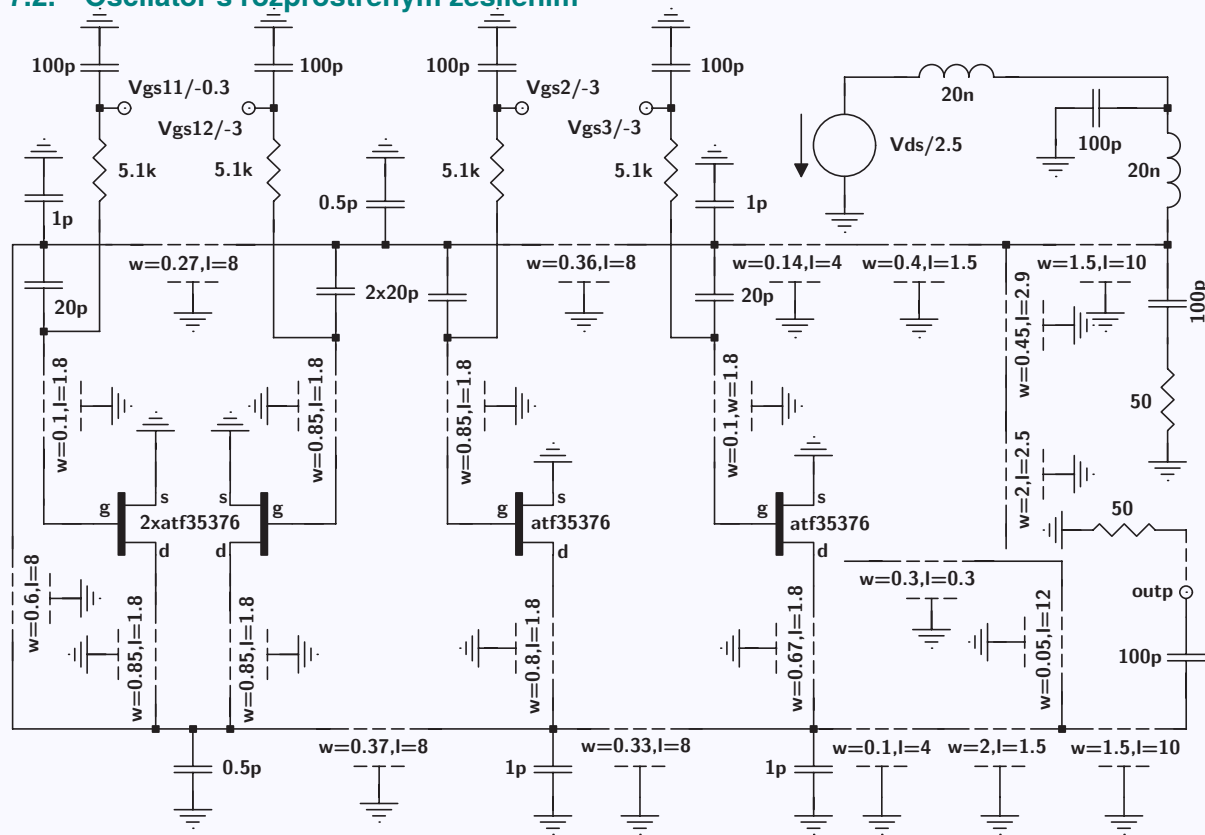 7.2. Oscilátor s rozprostřeným zesílením
100p
100p
100p
100p
Vgs11/-0.3
Vgs12/-3
Vgs2/-3
Vgs3/-3
20n
100p
Vds/2.5
20n
5.1k
5.1k
5.1k
5.1k
1p
0.5p
1p
w=0.27,l=8
w=0.36,l=8
w=0.14,l=4
w=0.4,l=1.5
w=1.5,l=10
20p
2x20p
20p
100p
w=0.45,l=2.9
w=0.1,l=1.8
w=0.85,l=1.8
w=0.85,l=1.8
w=0.1,w=1.8
50
w=2,l=2.5
g
s
2xatf35376
d
s
g
d
g
s
atf35376
d
g
s
atf35376
d
50
w=0.6,l=8
w=0.85,l=1.8
w=0.85,l=1.8
w=0.8,l=1.8
w=0.67,l=1.8
w=0.3,l=0.3
w=0.05,l=12
outp
100p
0.5p
w=0.37,l=8
1p
w=0.33,l=8
1p
w=0.1,l=4
w=2,l=1.5
w=1.5,l=10